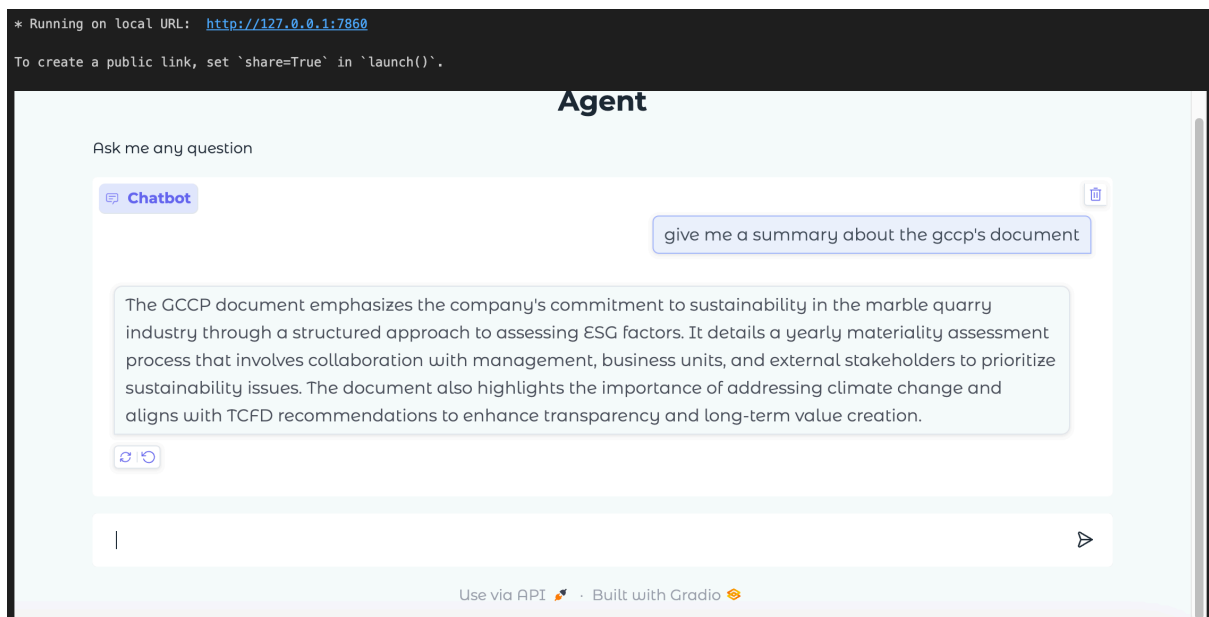 * Running on local URL: http://127.0.0.1:7860
To create a public link, set `share=True` in `launch()`.
Agent
Ask me any question
Chatbot
give me a summary about the gccp's document
The GCCP document emphasizes the company's commitment to sustainability in the marble quarry
industry through a structured approach to assessing ESG factors. It details a yearly materiality assessment
process that involves collaboration with management, business units, and external stakeholders to prioritize
sustainability issues. The document also highlights the importance of addressing climate change and
aligns with TCFD recommendations to enhance transparency and long-term value creation.
Use via API · Built with Gradio